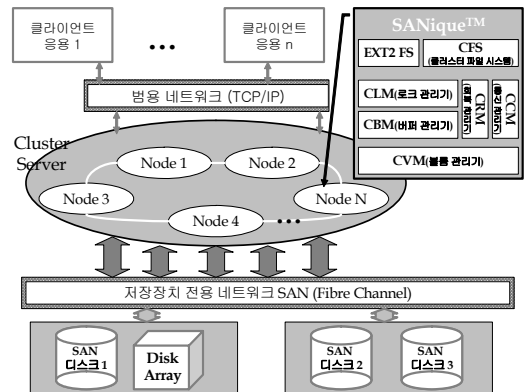 클라이언트
응용 1
...
클라이언트
응용 n
범용 네트워크 (TCP/IP)
Cluster
Server
Node 1
Node 2
Node 3
Node N
Node 4
...
저장장치 전용 네트워크 SAN (Fibre Channel)
SAN
디스크 1
Disk
Array
SAN
디스크 2
SAN
디스크 3
SANique™
EXT2 FS
CFS
(클러스터 파일 시스템)
CLM(로크 관리기)
CBM(버퍼 관리기)
CRM
CCM
CVM(볼륨 관리기)